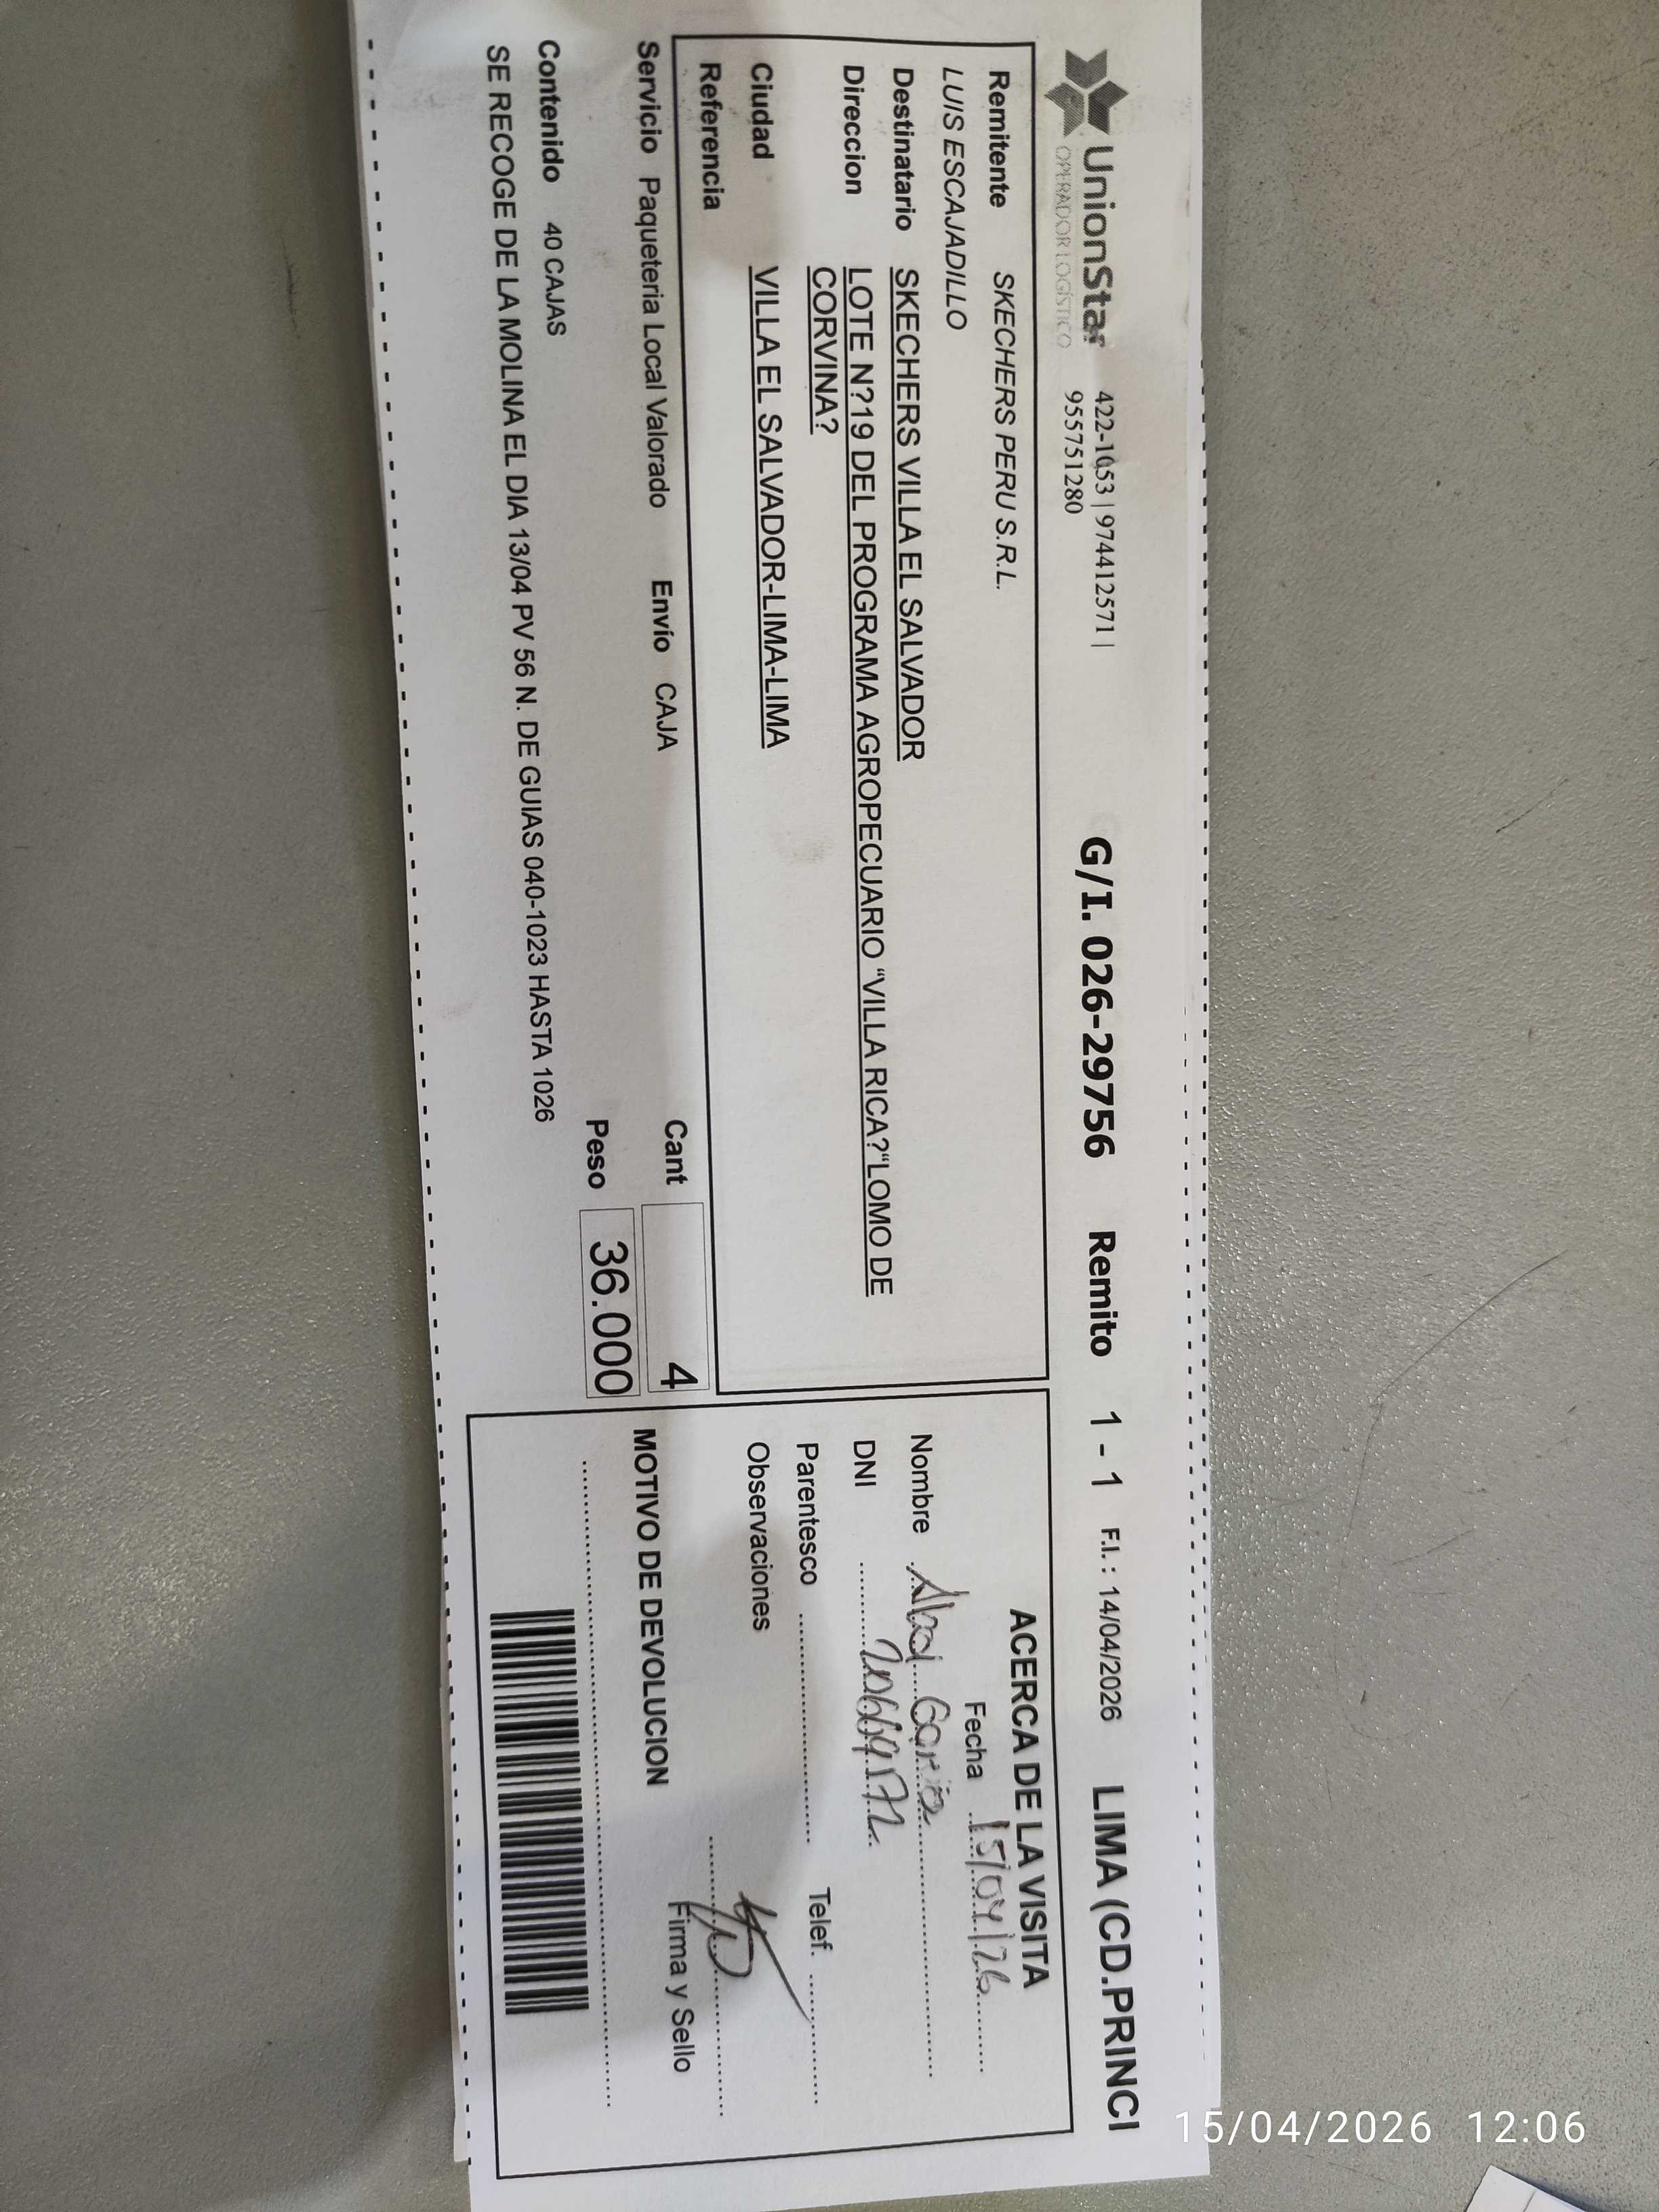 UnionStar
OPERADOR LOGÍSTICO
422-1053 | 974412571 |
955751280
G/I. 026-29756 Remito 1 - 1 F.I. : 14/04/2026 LIMA (CD.PRINCI
Remitente SKECHERS PERU S.R.L.
LUIS ESCAJADILLO
Destinatario SKECHERS VILLA EL SALVADOR
Direccion LOTE N?19 DEL PROGRAMA AGROPECUARIO “VILLA RICA?“LOMO DE
CORVINA?
Ciudad VILLA EL SALVADOR-LIMA-LIMA
Referencia
Servicio Paqueteria Local Valorado Envío CAJA Cant 4
Peso 36.000
Contenido 40 CAJAS
SE RECOGE DE LA MOLINA EL DIA 13/04 PV 56 N. DE GUIAS 040-1023 HASTA 1026
ACERCA DE LA VISITA
Fecha 15/04/26
Nombre
DNI
Parentesco Telef.
Observaciones
Firma y Sello
MOTIVO DE DEVOLUCION
15/04/2026 12:06